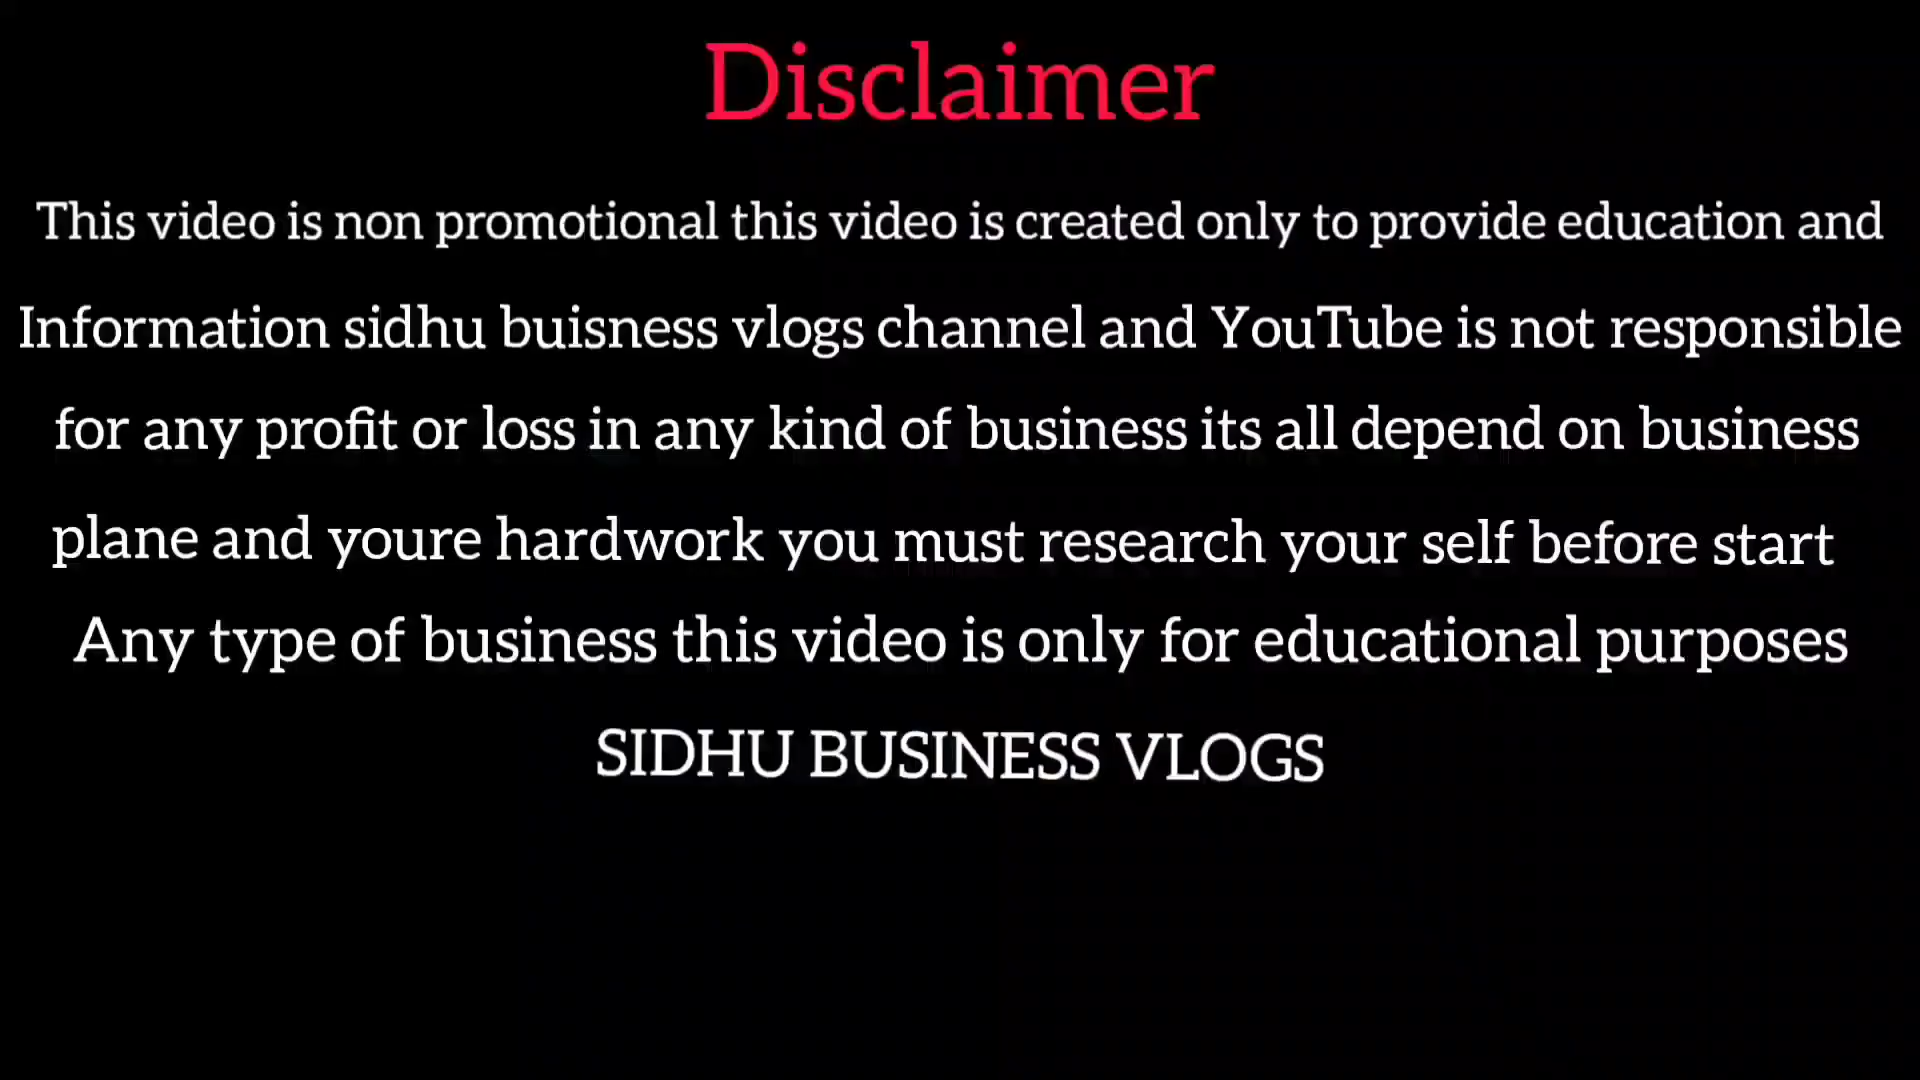 Disclaimer
This video is non promotional this video is created only to provide education and
Information sidhu buisness vlogs channel and YouTube is not responsible
for any profit or loss in any kind of business its all depend on business
plane and youre hardwork you must research your self before start
Any type of business this video is only for educational purposes
SIDHU BUSINESS VLOGS